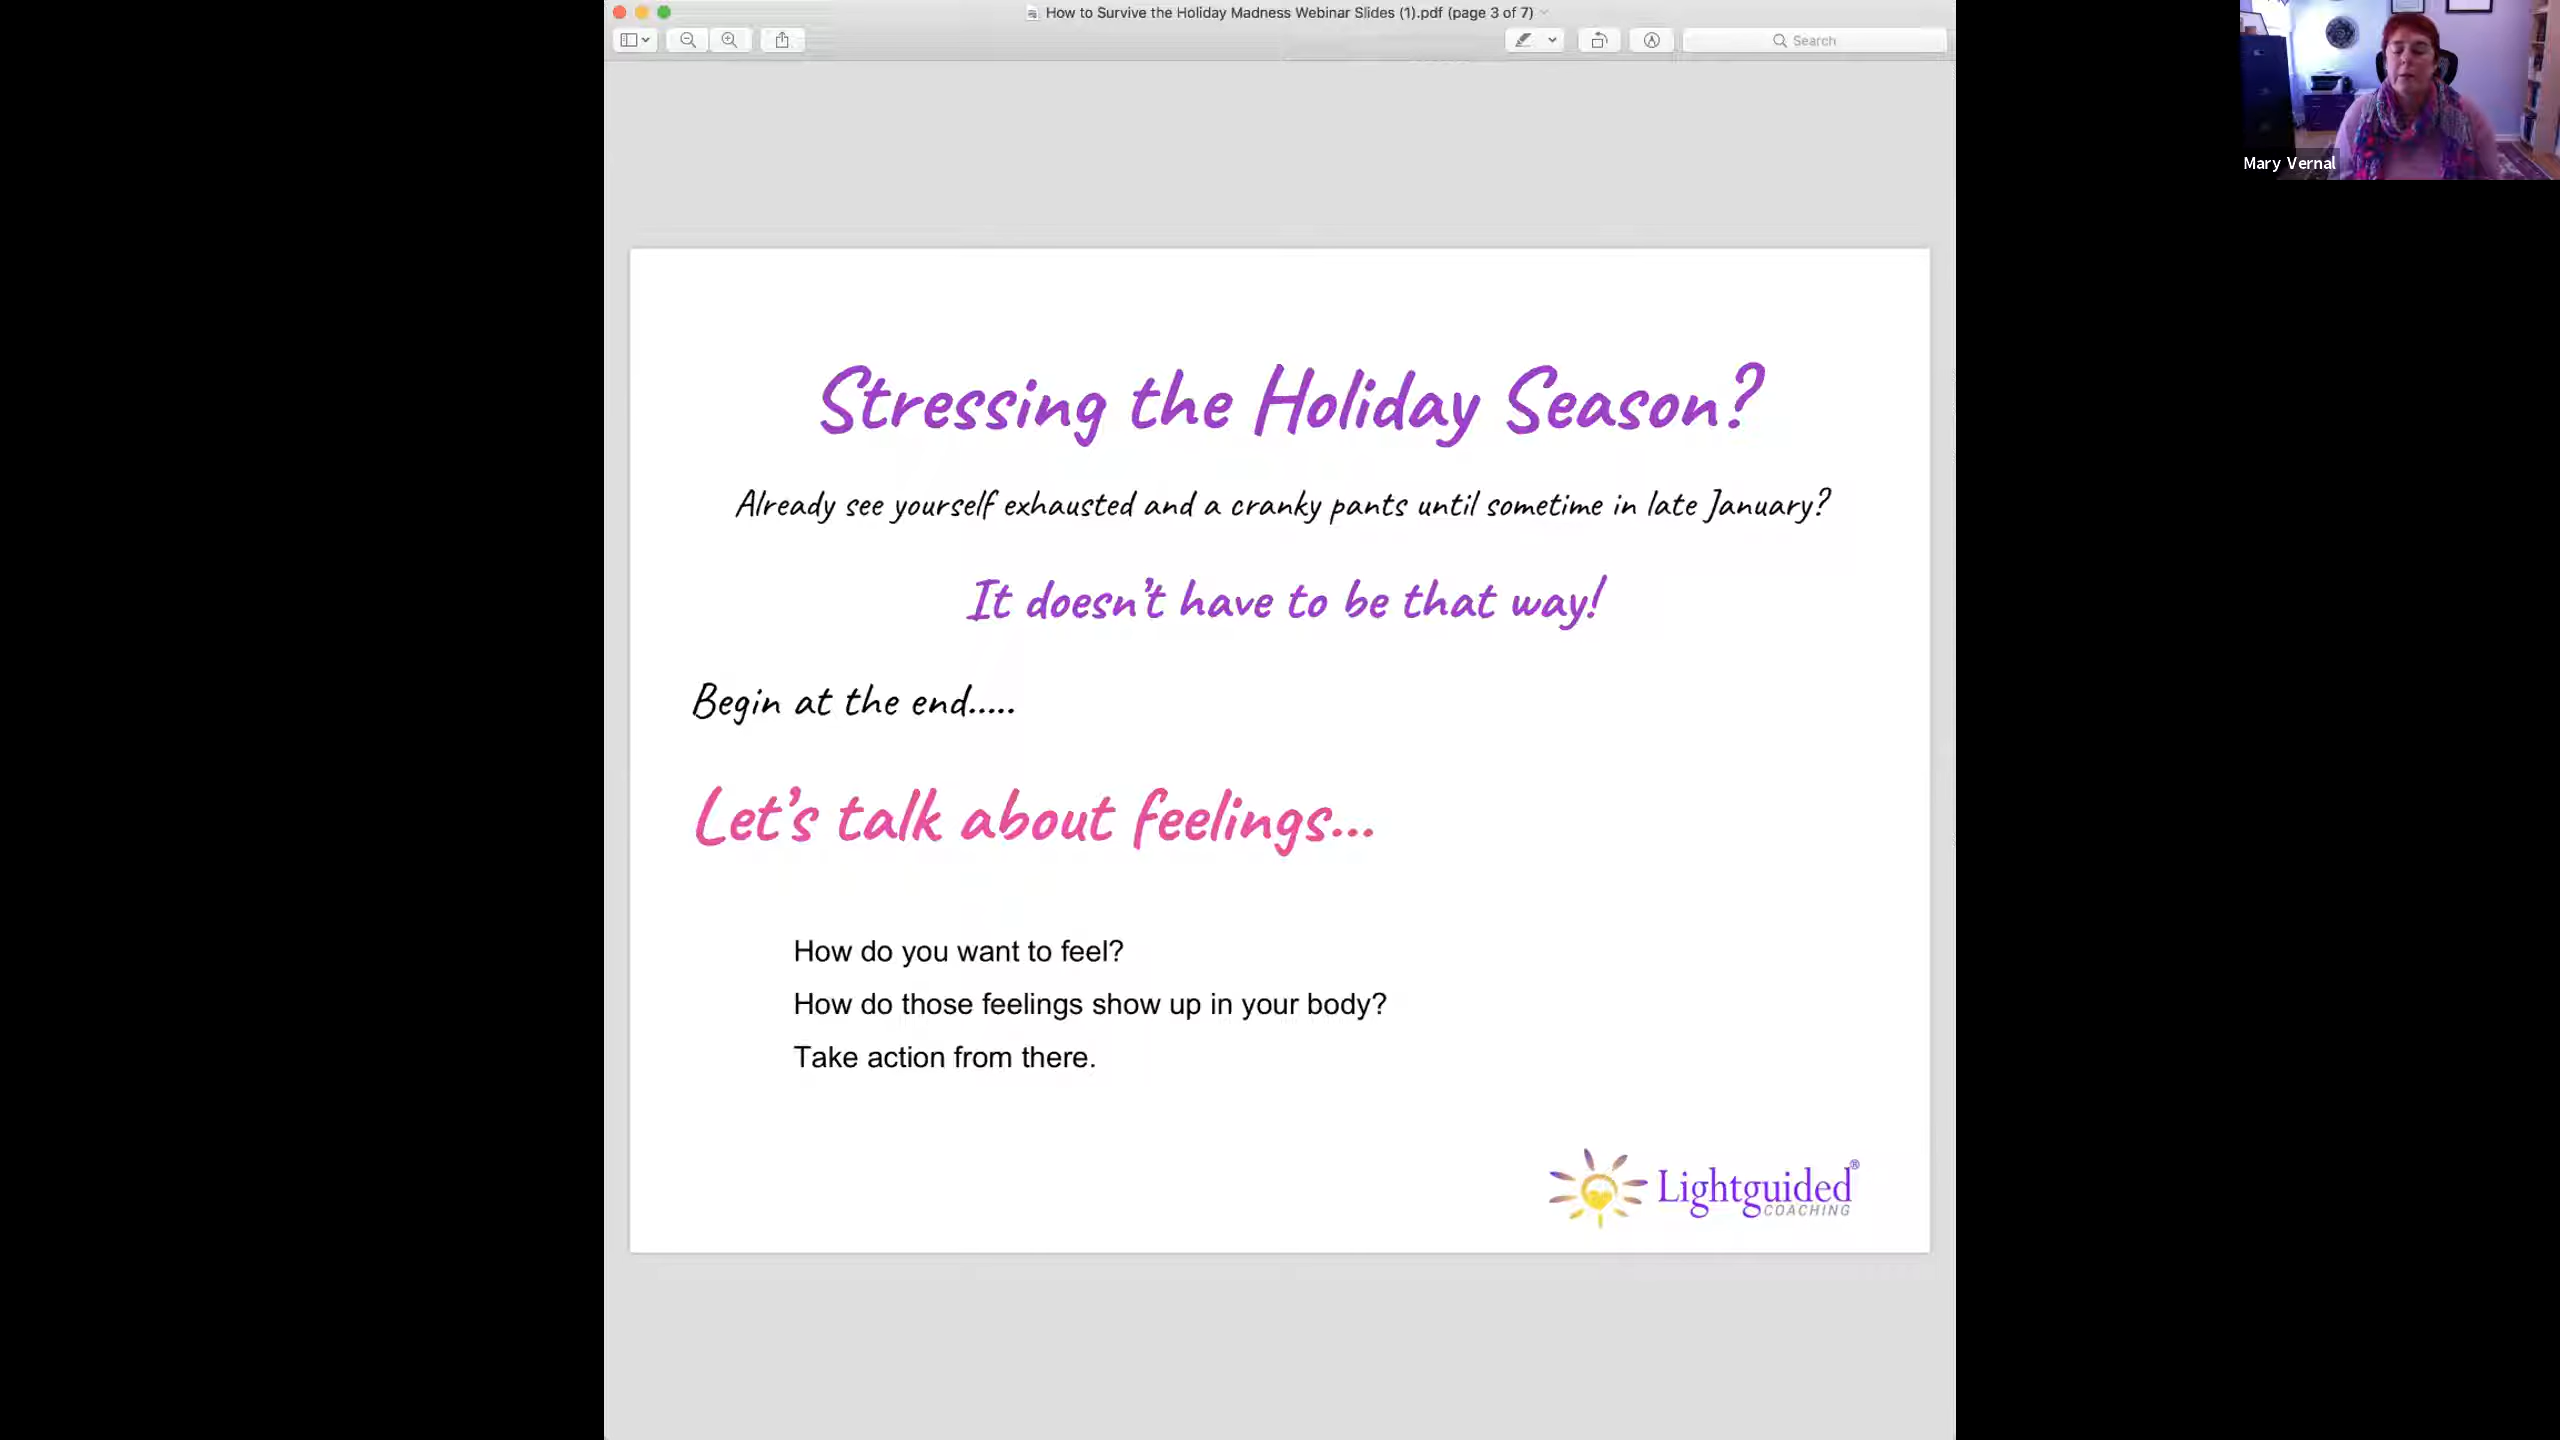 How to Survive the Holiday Madness Webinar Slides (1).pdf (page 3 of 7)
Search
Mary Vernal
Stressing the Holiday Season?
Already see yourself exhausted and a cranky pants until sometime in late January?
It doesn't have to be that way!
Begin at the end.....
Let's talk about feelings...
How do you want to feel?
How do those feelings show up in your body?
Take action from there.
Lightguided®
COACHING